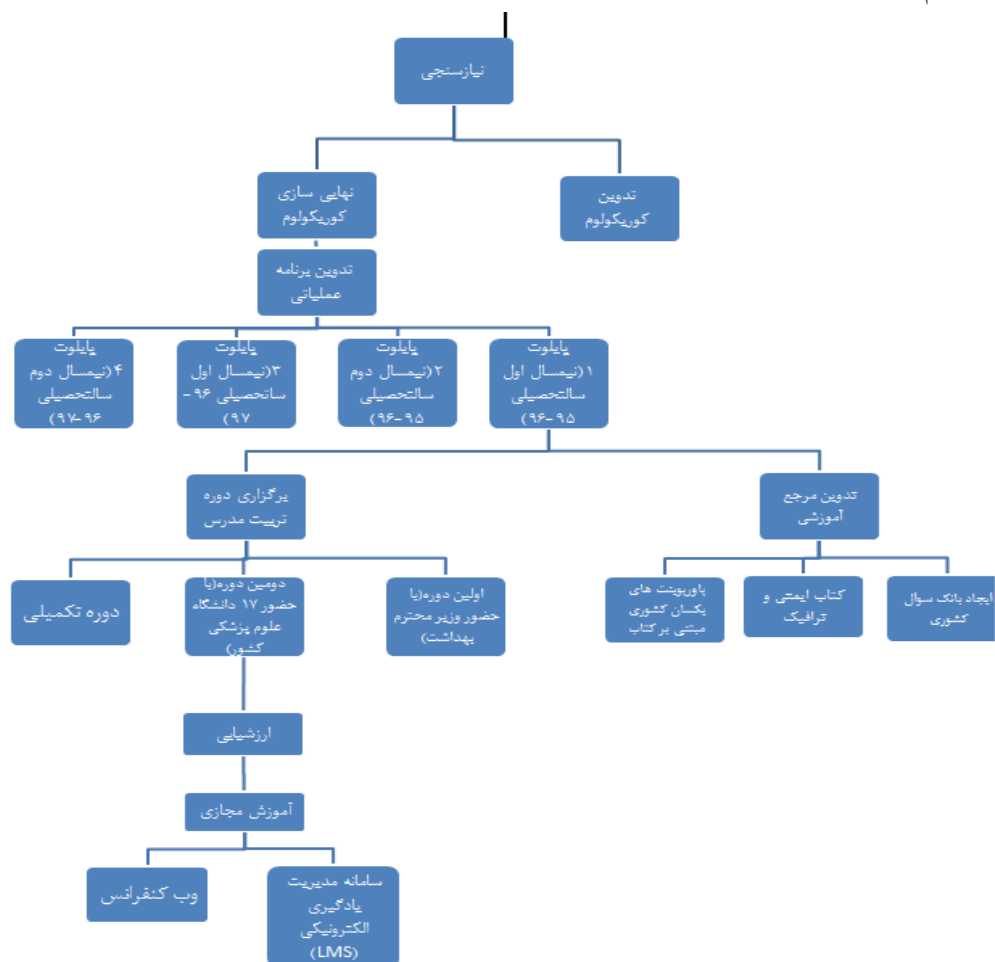 نیازسنجی
تدوین
کوریکولوم
نهایی سازی
کوریکولوم
تدوین برنامه
عملیاتی
پایلوت
۱(نیمسال اول
سالتحصیلی
۹۵-۹۶)
پایلوت
۲(نیمسال دوم
سالتحصیلی
۹۵-۹۶)
پایلوت
۳(نیمسال اول
ساتحصیلی ۹۶-
۹۷)
پایلوت
۴(نیمسال دوم
سالتحصیلی
۹۶-۹۷)
تدوین مرجع
آموزشی
برگزاری دوره
تربیت مدرس
ایجاد بانک سوال
کشوری
کتاب ایمنی و
ترافیک
پاورپوینت های
یکسان کشوری
مبتنی بر کتاب
اولین دوره(با
حضور وزیر محترم
بهداشت)
دومین دوره(با
حضور ۱۷ دانشگاه
علوم پزشکی
کشور)
دوره تکمیلی
ارزشیابی
آموزش مجازی
سامانه مدیریت
یادگیری
الکترونیکی
(LMS)
وب کنفرانس